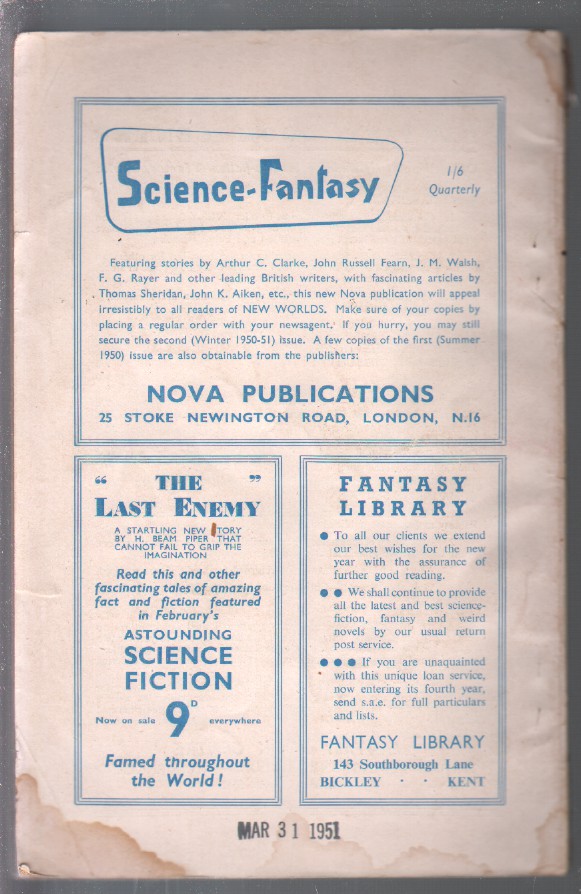 Science-Fantasy
1/6
Quarterly
Featuring stories by Arthur C. Clarke, John Russell Fearn, J. M. Walsh,
F. G. Rayer and other leading British writers, with fascinating articles by
Thomas Sheridan, John K. Aiken, etc., this new Nova publication will appeal
irresistibly to all readers of NEW WORLDS. Make sure of your copies by
placing a regular order with your newsagent. If you hurry, you may still
secure the second (Winter 1950-51) issue. A few copies of the first (Summer
1950) issue are also obtainable from the publishers:
NOVA PUBLICATIONS
25 STOKE NEWINGTON ROAD, LONDON, N.16
“ THE ”
LAST ENEMY
A STARTLING NEW STORY
BY H. BEAM PIPER THAT
CANNOT FAIL TO GRIP THE
IMAGINATION
Read this and other
fascinating tales of amazing
fact and fiction featured
in February's
ASTOUNDING
SCIENCE
FICTION
Now on sale 9D everywhere
Famed throughout
the World !
FANTASY
LIBRARY
● To all our clients we extend
our best wishes for the new
year with the assurance of
further good reading.
● ● We shall continue to provide
all the latest and best science-
fiction, fantasy and weird
novels by our usual return
post service.
● ● ● If you are unaquainted
with this unique loan service,
now entering its fourth year,
send s.a.e. for full particulars
and lists.
FANTASY LIBRARY
143 Southborough Lane
BICKLEY · · KENT
MAR 31 1951